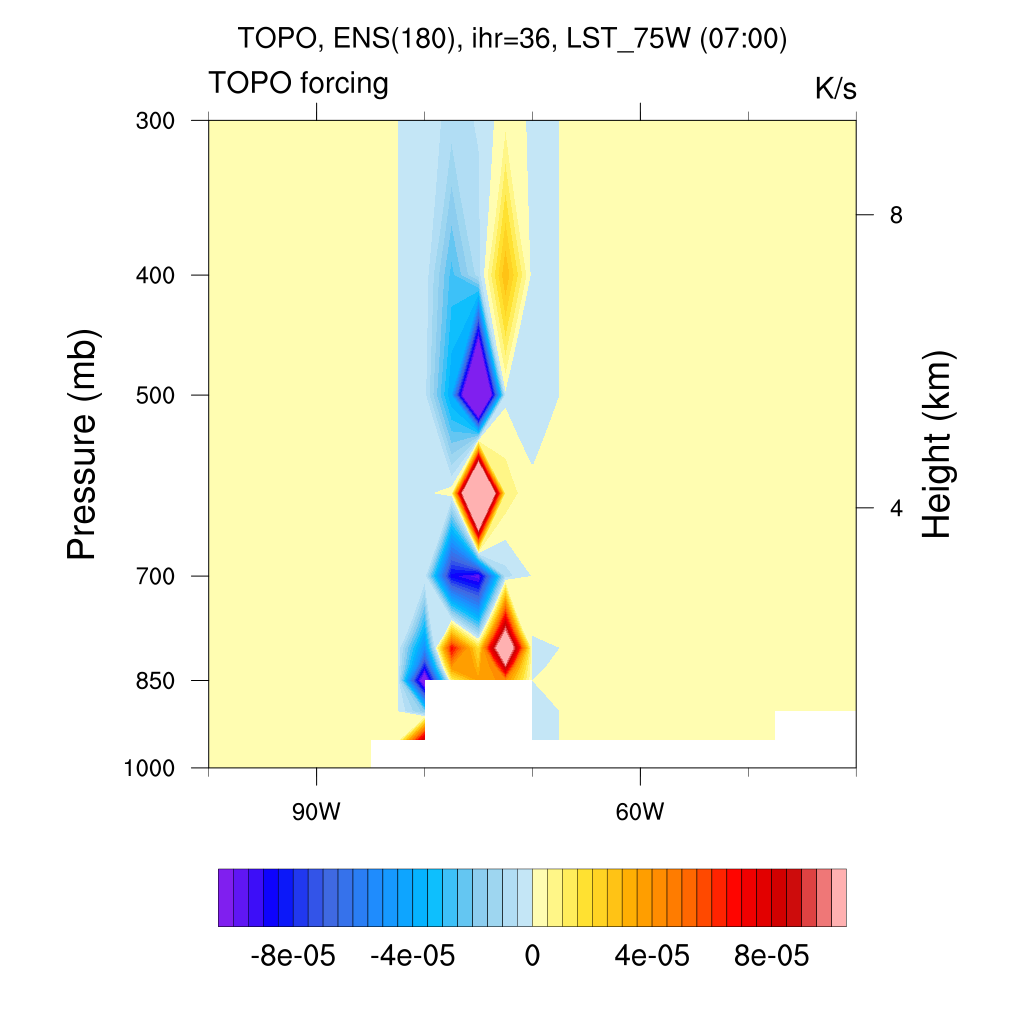 TOPO, ENS(180), ihr=36, LST_75W (07:00)
TOPO forcing
K/s
300
400
500
700
850
1000
Pressure (mb)
8
4
Height (km)
90W
60W
-8e-05
-4e-05
0
4e-05
8e-05